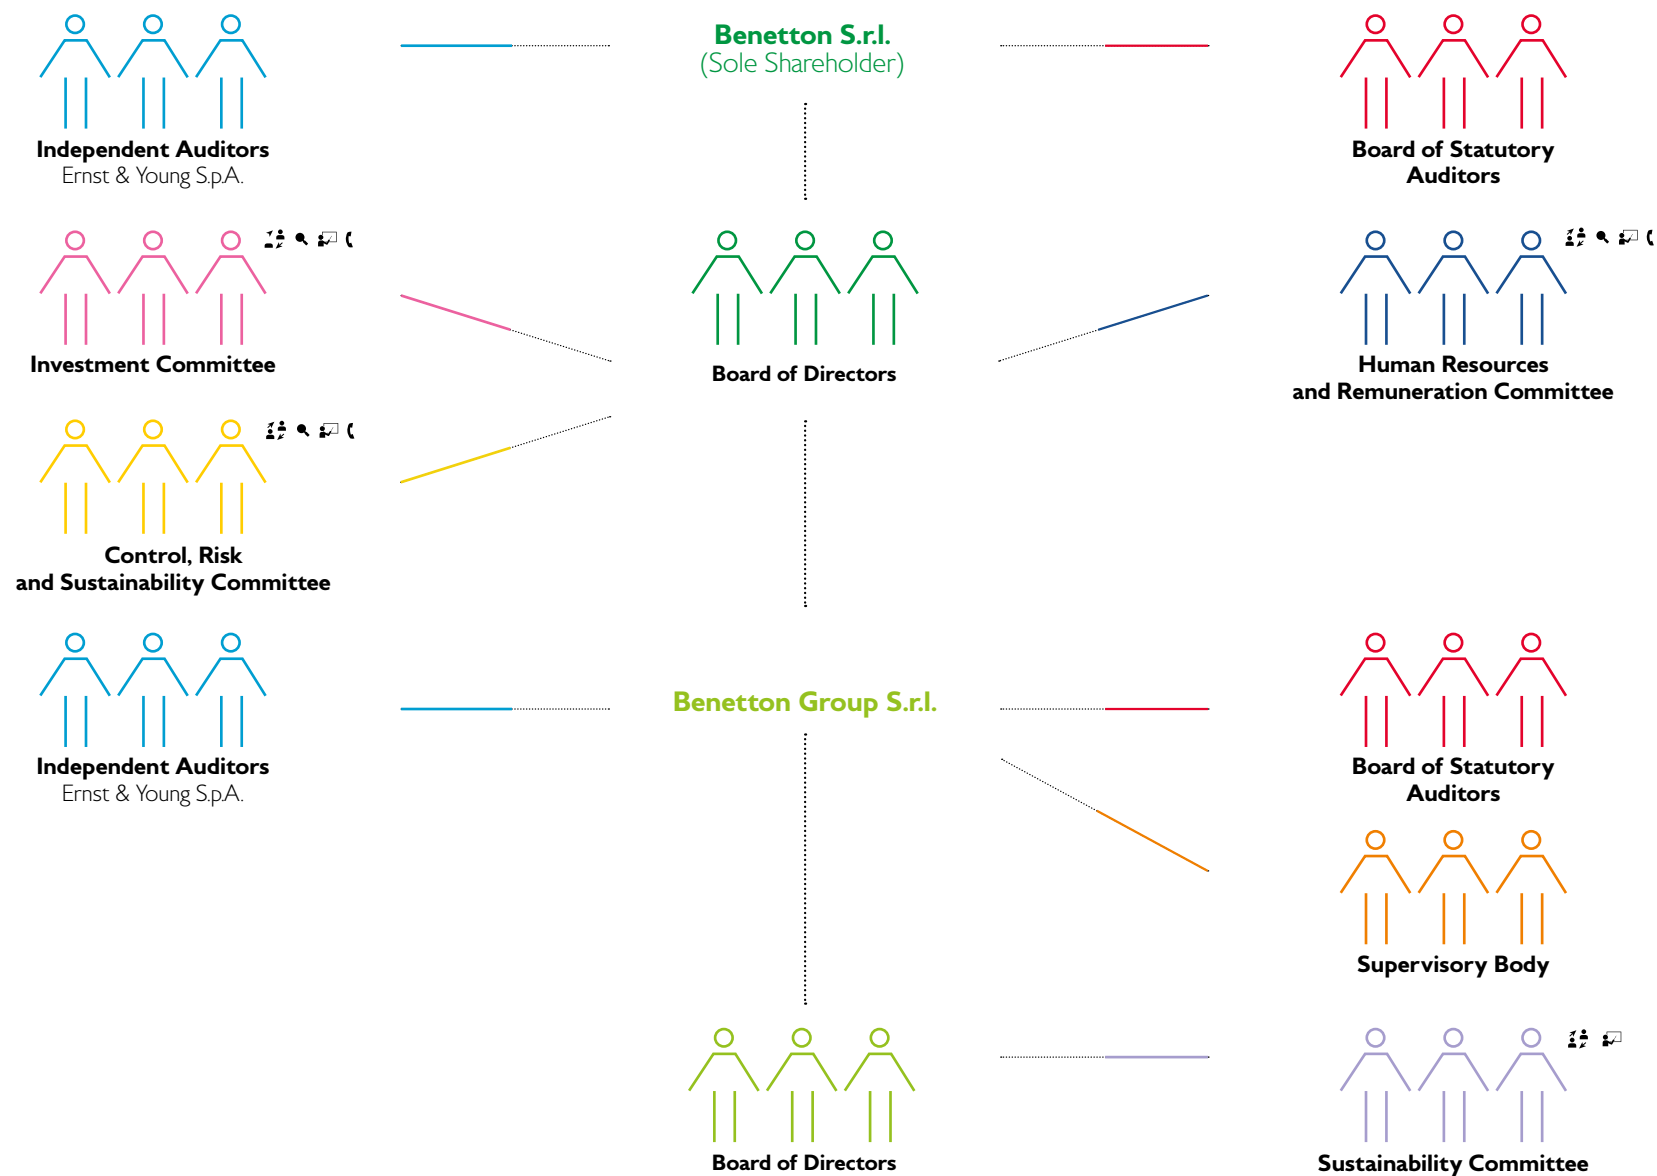 Benetton S.r.l.
(Sole Shareholder)
Independent Auditors
Ernst & Young S.p.A.
Board of Statutory
Auditors
Investment Committee
Board of Directors
Human Resources
and Remuneration Committee
Control, Risk
and Sustainability Committee
Benetton Group S.r.l.
Independent Auditors
Ernst & Young S.p.A.
Board of Statutory
Auditors
Supervisory Body
Board of Directors
Sustainability Committee